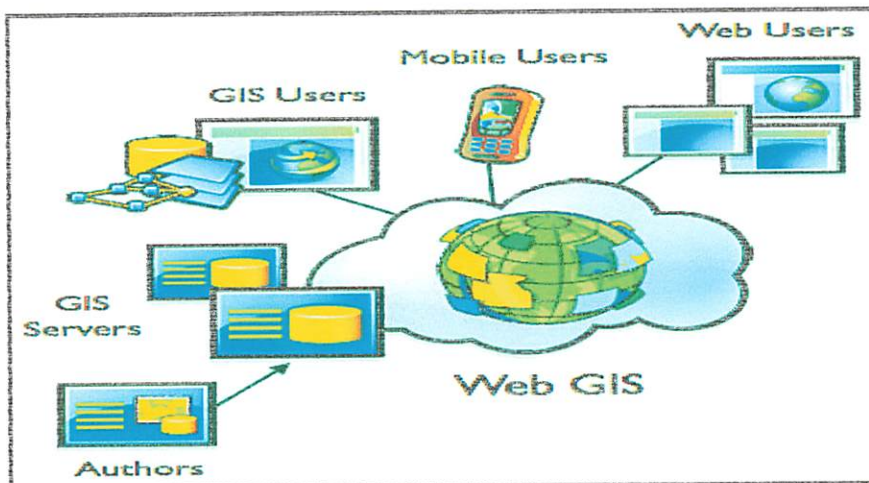 Web Users
Mobile Users
GIS Users
GIS
Servers
Web GIS
Authors